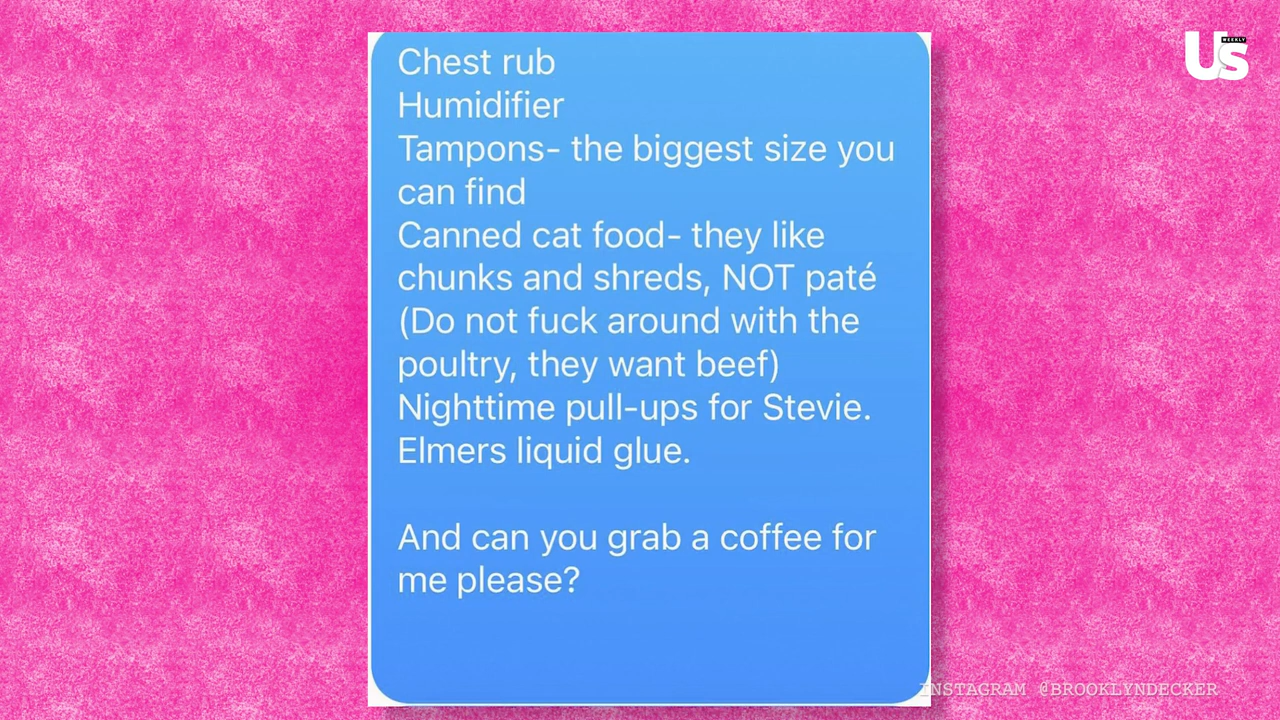 Us
WEEKLY
Chest rub
Humidifier
Tampons- the biggest size you
can find
Canned cat food- they like
chunks and shreds, NOT paté
(Do not fuck around with the
poultry, they want beef)
Nighttime pull-ups for Stevie.
Elmers liquid glue.
And can you grab a coffee for
me please?
INSTAGRAM @BROOKLYNDECKER